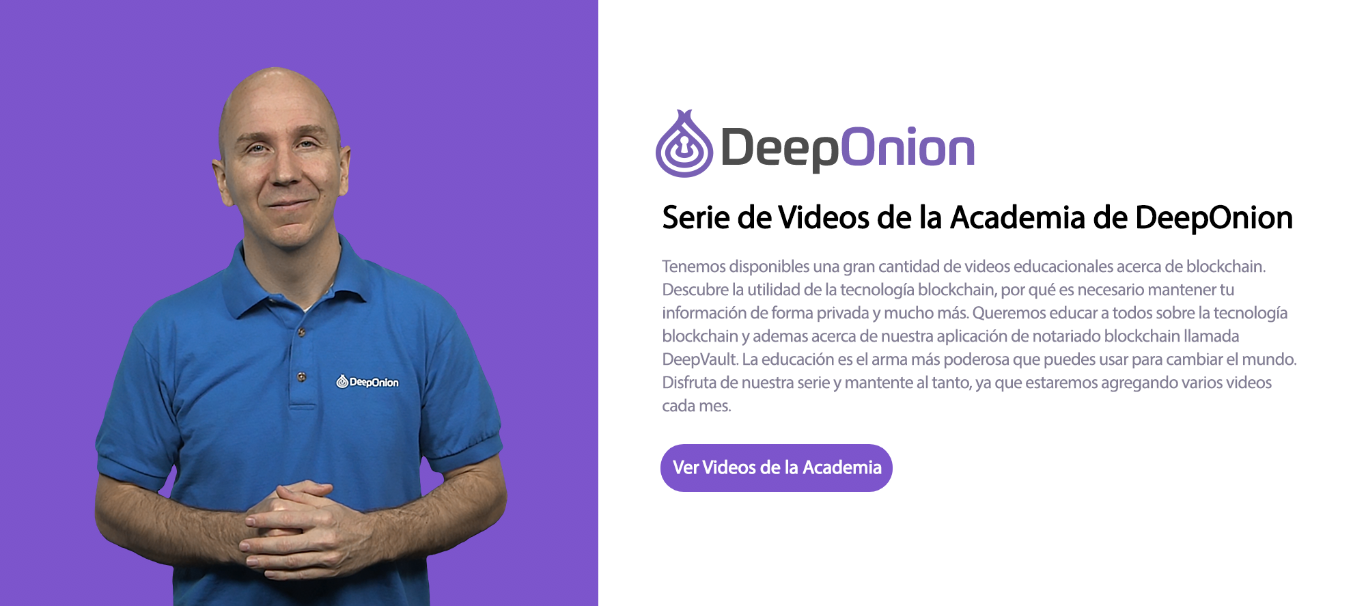 DeepOnion
DeepOnion
Serie de Videos de la Academia de DeepOnion
Tenemos disponibles una gran cantidad de videos educacionales acerca de blockchain.
Descubre la utilidad de la tecnología blockchain, por qué es necesario mantener tu
información de forma privada y mucho más. Queremos educar a todos sobre la tecnología
blockchain y ademas acerca de nuestra aplicación de notariado blockchain llamada
DeepVault. La educación es el arma más poderosa que puedes usar para cambiar el mundo.
Disfruta de nuestra serie y mantente al tanto, ya que estaremos agregando varios videos
cada mes.
Ver Videos de la Academia